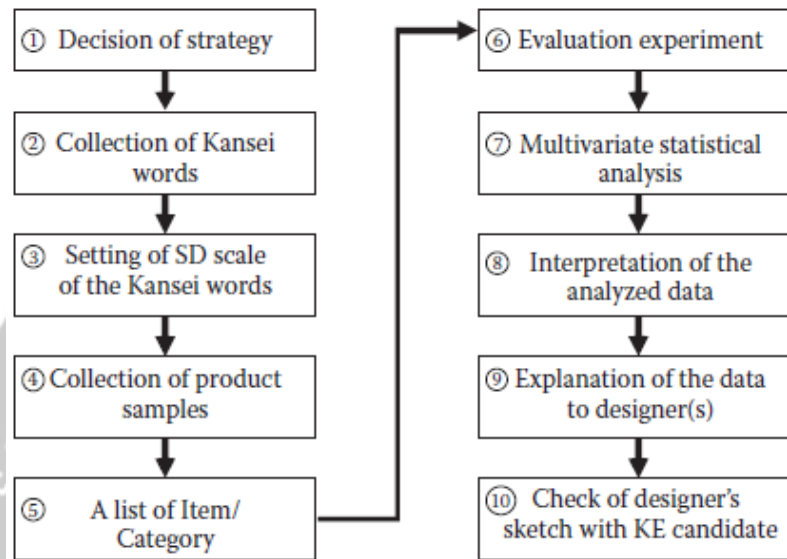 ① Decision of strategy
② Collection of Kansei
words
③ Setting of SD scale
of the Kansei words
④ Collection of product
samples
⑤ A list of Item/
Category
⑥ Evaluation experiment
⑦ Multivariate statistical
analysis
⑧ Interpretation of the
analyzed data
⑨ Explanation of the data
to designer(s)
⑩ Check of designer's
sketch with KE candidate